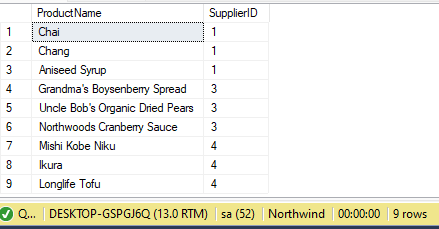 ProductName SupplierID
1 Chai 1
2 Chang 1
3 Aniseed Syrup 1
4 Grandma's Boysenberry Spread 3
5 Uncle Bob's Organic Dried Pears 3
6 Northwoods Cranberry Sauce 3
7 Mishi Kobe Niku 4
8 Ikura 4
9 Longlife Tofu 4
Q... DESKTOP-GSPGJ6Q (13.0 RTM) sa (52) Northwind 00:00:00 9 rows